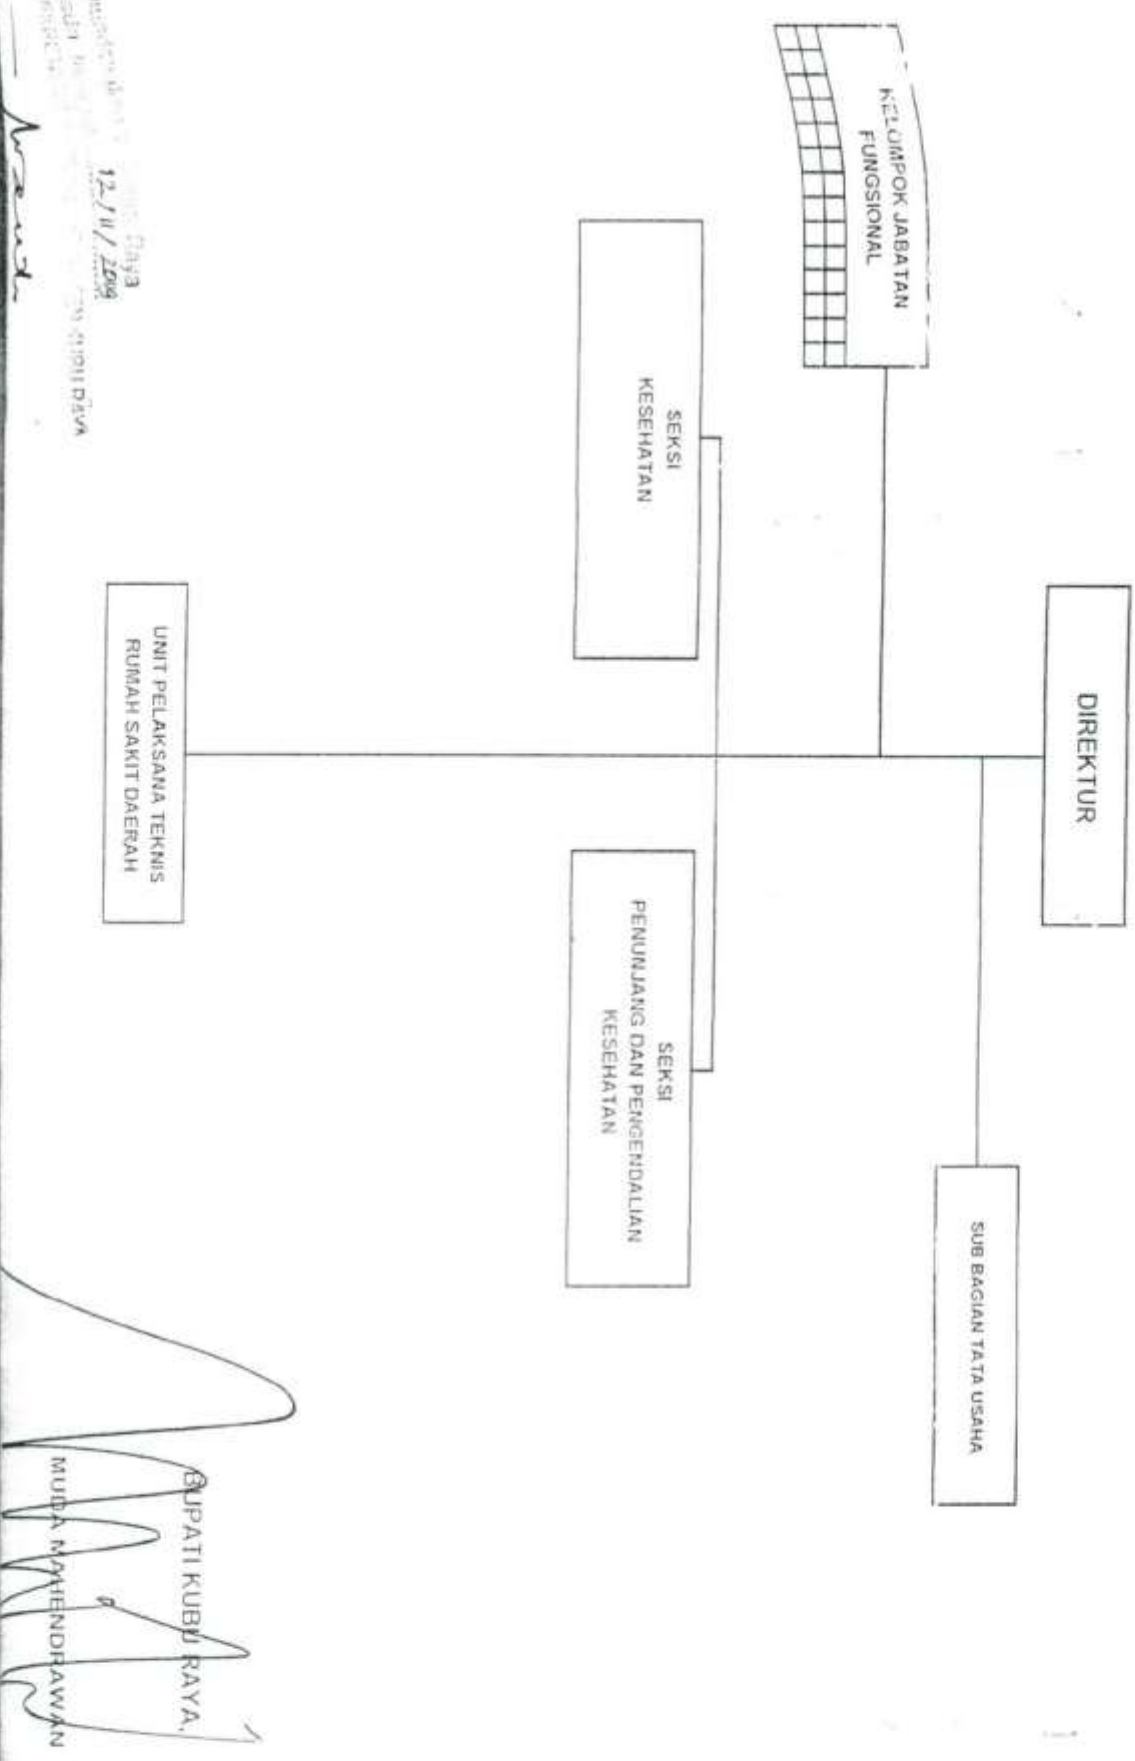 DIREKTUR
SUB BAGIAN TATA USAHA
KELOMPOK JABATAN
FUNGSIONAL
SEKSI
KESEHATAN
SEKSI
PENUNJANG DAN PENGENDALIAN
KESEHATAN
UNIT PELAKSANA TEKNIS
RUMAH SAKIT DAERAH
BUPATI KUBU RAYA,
MUDA MAHENDRAWAN
Raya
12/11/2009